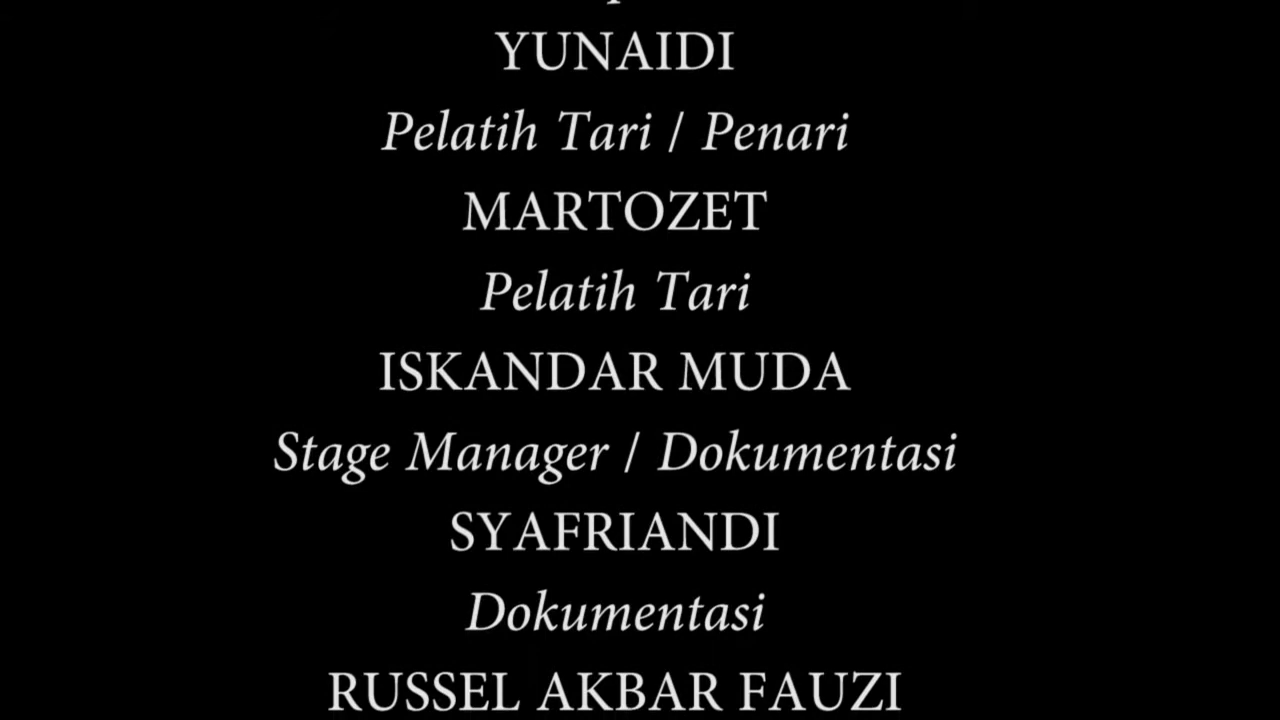 YUNAIDI
Pelatih Tari / Penari
MARTOZET
Pelatih Tari
ISKANDAR MUDA
Stage Manager / Dokumentasi
SYAFRIANDI
Dokumentasi
RUSSEL AKBAR FAUZI